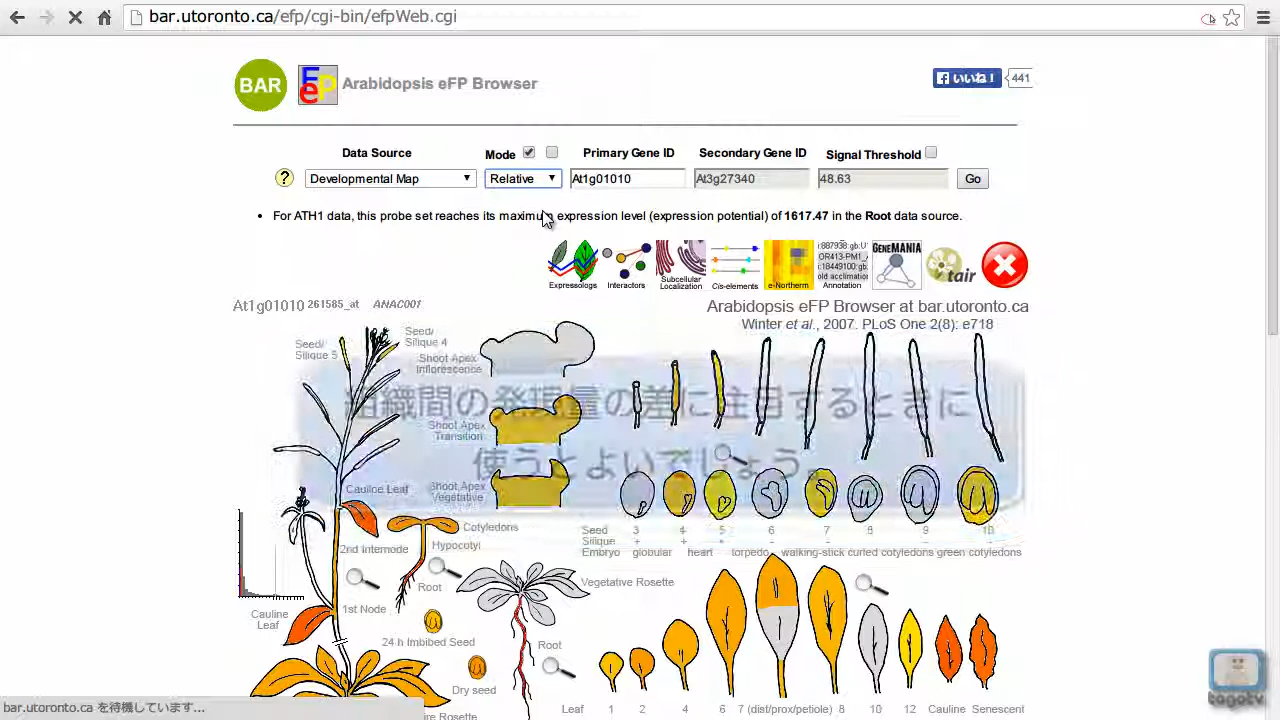 bar.utoronto.ca/efp/cgi-bin/efpWeb.cgi
BAR
eFP
Arabidopsis eFP Browser
いいね！ 441
Data Source Mode Primary Gene ID Secondary Gene ID Signal Threshold
? Developmental Map Relative At1g01010 At3g27340 48.63 Go
For ATH1 data, this probe set reaches its maximum expression level (expression potential) of 1617.47 in the Root data source.
Expressologs Interactors Subcellular Localization Cis-elements e-Northern Annotation GENEMANIA tair
At1g01010 261585_at ANAC001
Arabidopsis eFP Browser at bar.utoronto.ca
Winter et al., 2007. PLoS One 2(8): e718
Seed/
Silique 5
Seed/
Silique 4
Shoot Apex
Inflorescence
組織間の発現量の差に注目するときに
使うとよいでしょう。
Shoot Apex
Transition
Shoot Apex
Vegetative
Cauline Leaf
Cotyledons
2nd Internode
Hypocotyl
Root
1st Node
Cauline
Leaf
24 h Imbibed Seed
Dry seed
Seed 3 4 5 6 7 8 9 10
Silique + + + - - - - -
Embryo globular heart torpedo walking-stick curled cotyledons green cotyledons
Vegetative Rosette
Root
Leaf 1 2 4 6 7 (dist/prox/petiole) 8 10 12 Cauline Senescent
bar.utoronto.ca を待機しています...
togotv